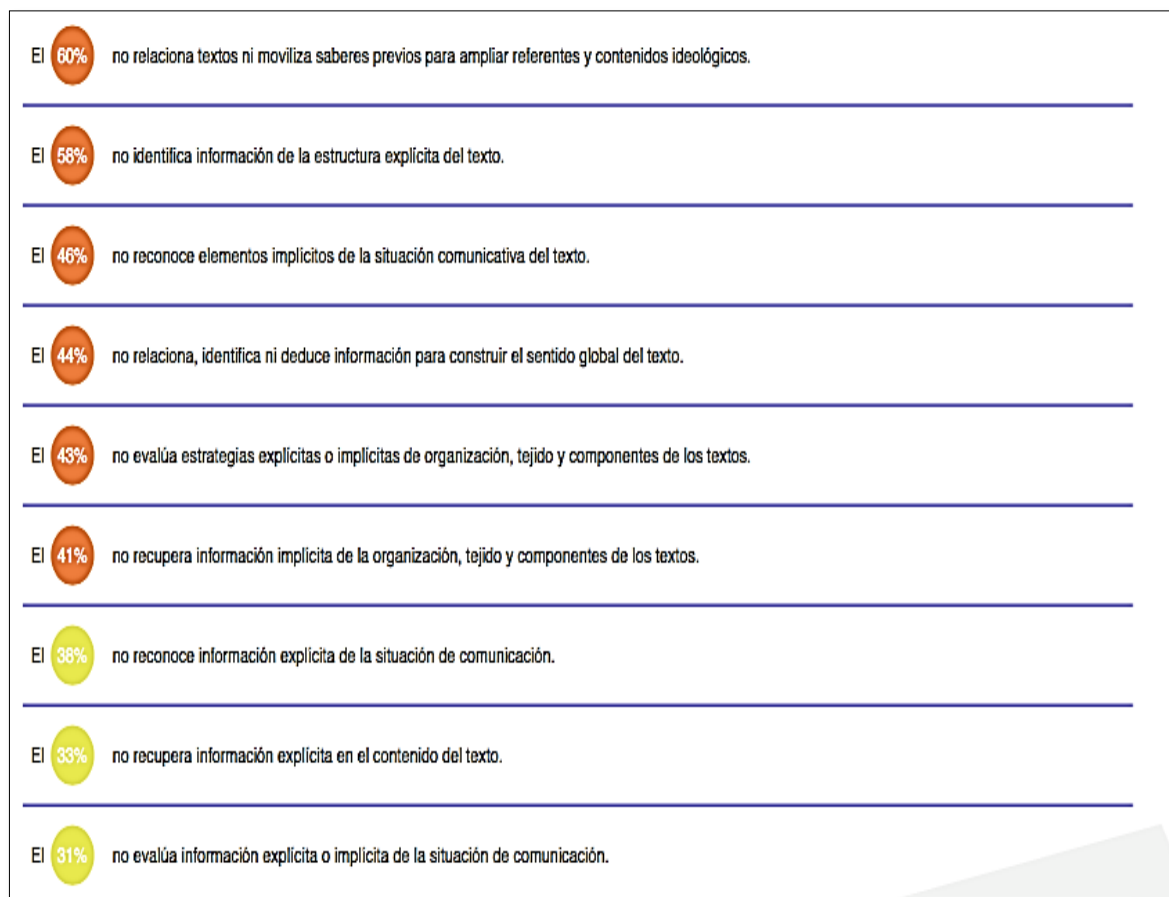 El 60% no relaciona textos ni moviliza saberes previos para ampliar referentes y contenidos ideológicos.
El 58% no identifica información de la estructura explícita del texto.
El 46% no reconoce elementos implícitos de la situación comunicativa del texto.
El 44% no relaciona, identifica ni deduce información para construir el sentido global del texto.
El 43% no evalúa estrategias explícitas o implícitas de organización, tejido y componentes de los textos.
El 41% no recupera información implícita de la organización, tejido y componentes de los textos.
El 38% no reconoce información explícita de la situación de comunicación.
El 33% no recupera información explícita en el contenido del texto.
El 31% no evalúa información explícita o implícita de la situación de comunicación.